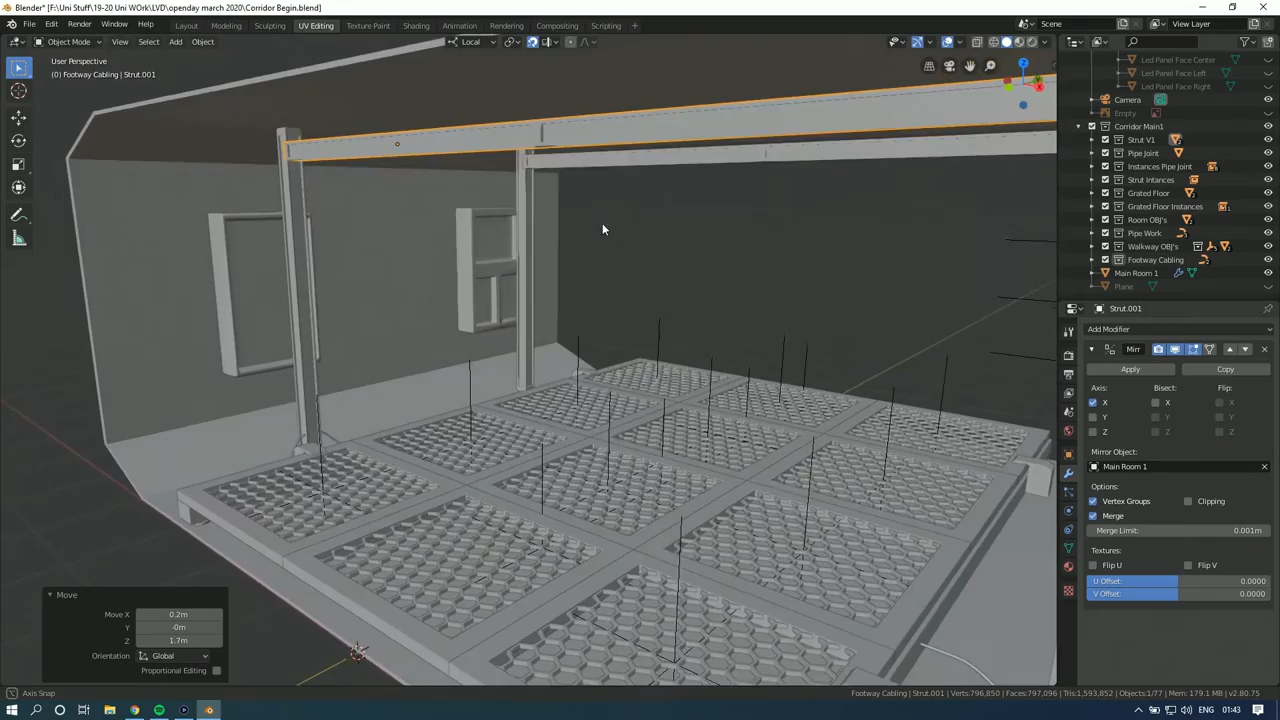 Blender* [F:\Uni Stuff\19-20 Uni WOrk\LVD\openday march 2020\Corridor Begin.blend]
File Edit Render Window Help
Layout Modeling Sculpting UV Editing Texture Paint Shading Animation Rendering Compositing Scripting +
Scene
View Layer
Object Mode View Select Add Object
Local
User Perspective
(0) Footway Cabling | Strut.001
Z
X
Led Panel Face Center
Led Panel Face Left
Led Panel Face Right
Camera
Empty
Corridor Main1
Strut V1
Pipe Joint
Instances Pipe Joint
Strut Intances
Grated Floor
Grated Floor Instances
Room OBJ's
Pipe Work
Walkway OBJ's
Footway Cabling
Main Room 1
Plane
Strut.001
Add Modifier
Mirr
Apply Copy
Axis: Bisect: Flip:
X X X
Y Y Y
Z Z Z
Mirror Object:
Main Room 1
Options:
Vertex Groups Clipping
Merge
Merge Limit: 0.001m
Textures:
Flip U Flip V
U Offset: 0.0000
V Offset: 0.0000
Move
Move X 0.2m
Y -0m
Z 1.7m
Orientation Global
Proportional Editing
Axis Snap
Footway Cabling | Strut.001 | Verts:796,850 | Faces:797,096 | Tris:1,593,852 | Objects:1/77 | Mem: 179.1 MB | v2.80.75
ENG 01:43